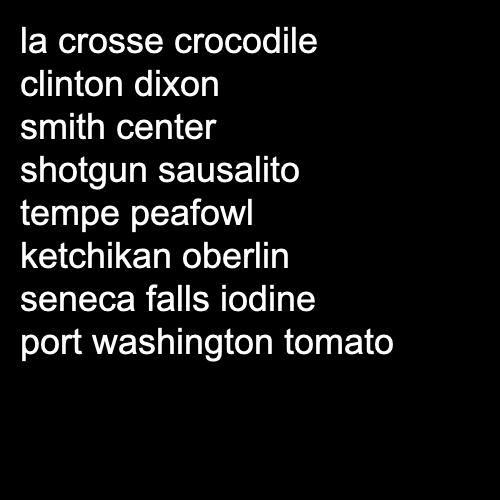 la crosse crocodile
clinton dixon
smith center
shotgun sausalito
tempe peafowl
ketchikan oberlin
seneca falls iodine
port washington tomato